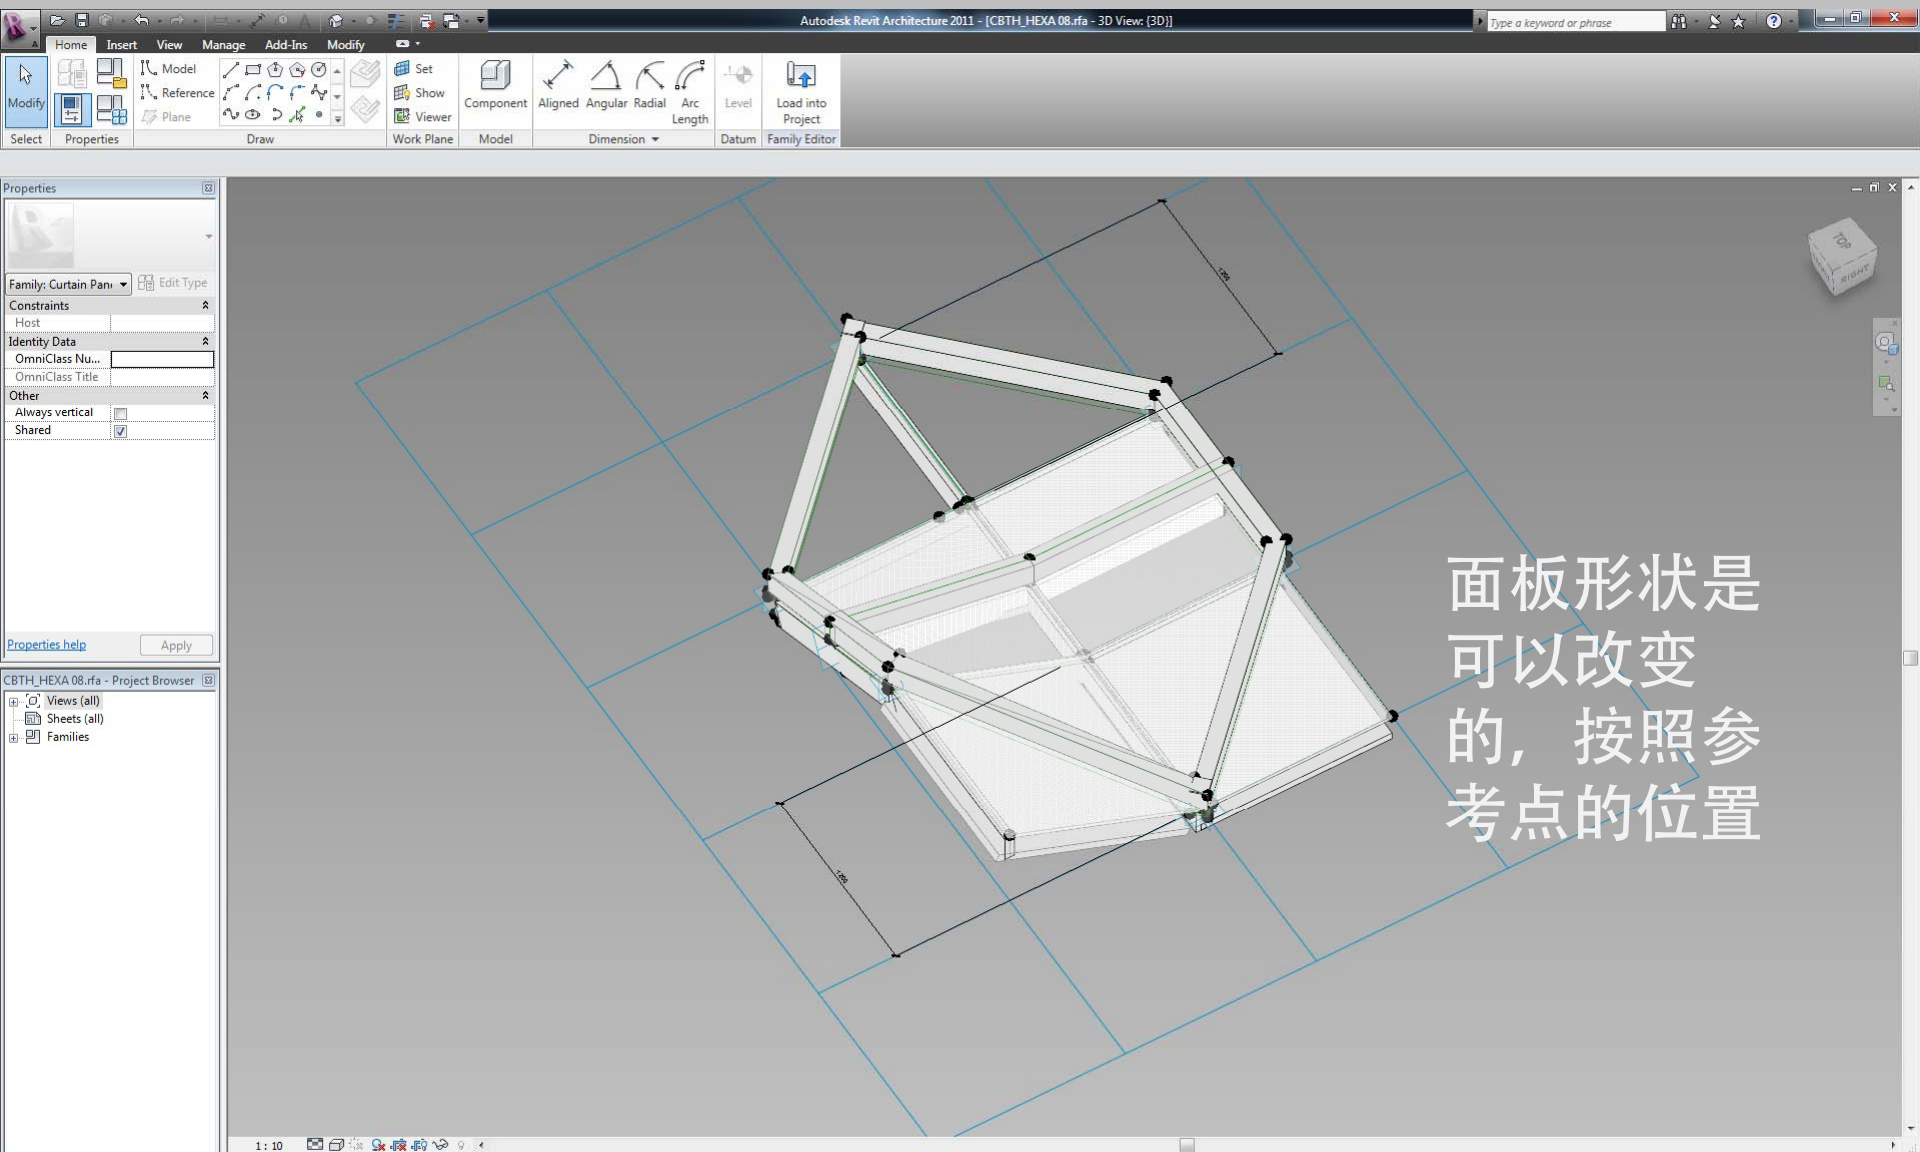 Autodesk Revit Architecture 2011 - [CBTH_HEXA 08.rfa - 3D View: {3D}]
Type a keyword or phrase
Home Insert View Manage Add-Ins Modify
Modify
Model
Reference
Plane
Set
Show
Viewer
Component
Aligned Angular Radial Arc Length
Level
Load into Project
Select Properties Draw Work Plane Model Dimension Datum Family Editor
Properties
Family: Curtain Pan
Edit Type
Constraints
Host
Identity Data
OmniClass Nu...
OmniClass Title
Other
Always vertical
Shared
Properties help
Apply
CBTH_HEXA 08.rfa - Project Browser
Views (all)
Sheets (all)
Families
TOP
RIGHT
1200
1200
面板形状是
可以改变
的，按照参
考点的位置
1 : 10